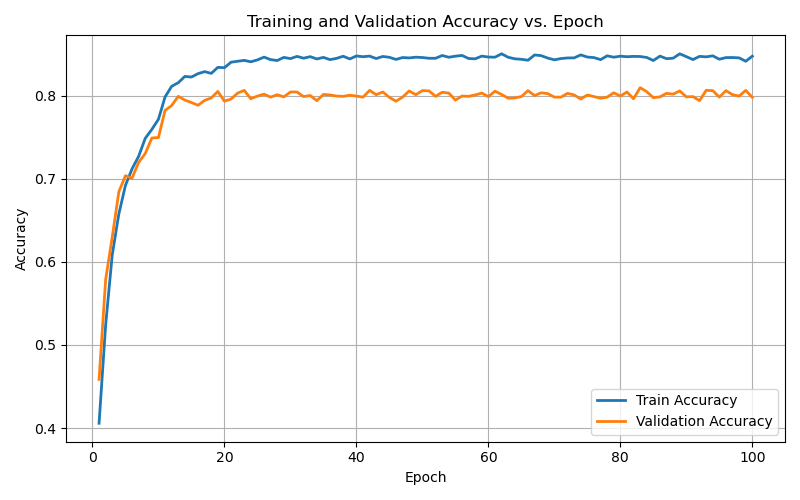 Training and Validation Accuracy vs. Epoch
Accuracy
0.8
0.7
0.6
0.5
0.4
Train Accuracy
Validation Accuracy
0 20 40 60 80 100
Epoch